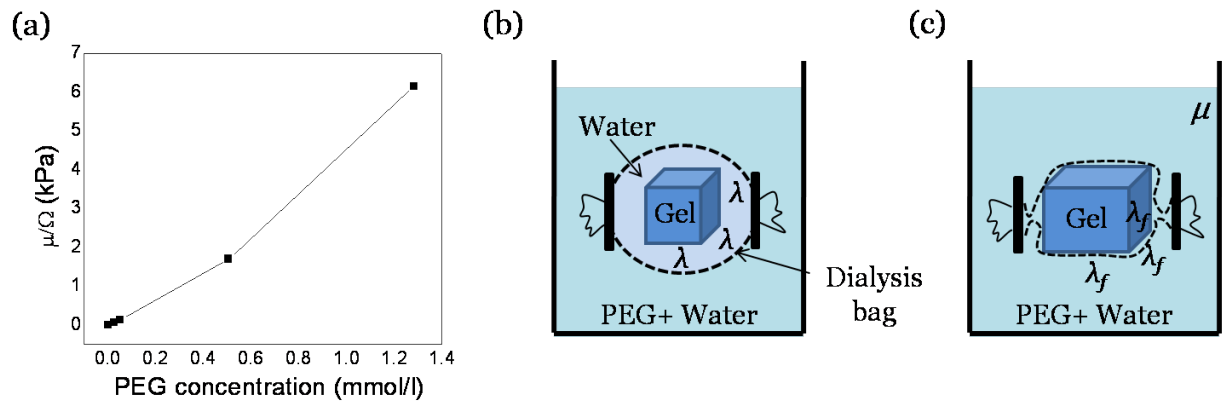 (a)
7
6
5
4
3
2
1
0
μ/Ω (kPa)
0.0 0.2 0.4 0.6 0.8 1.0 1.2 1.4
PEG concentration (mmol/l)
(b)
Water
Gel
λ
λ
λ
Dialysis
bag
PEG+ Water
(c)
μ
Gel
λf
λf
λf
PEG+ Water